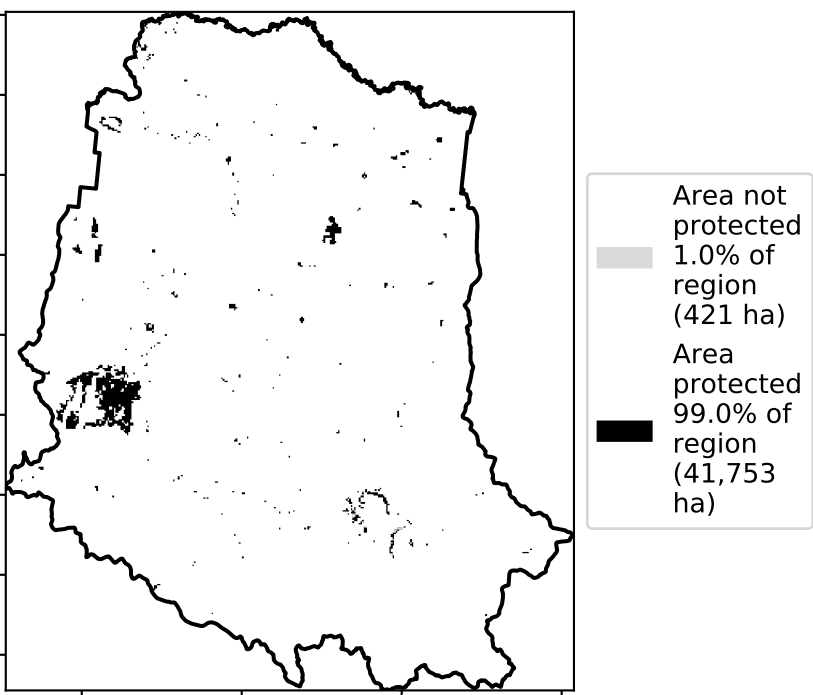 Area not
protected
1.0% of
region
(421 ha)
Area
protected
99.0% of
region
(41,753
ha)